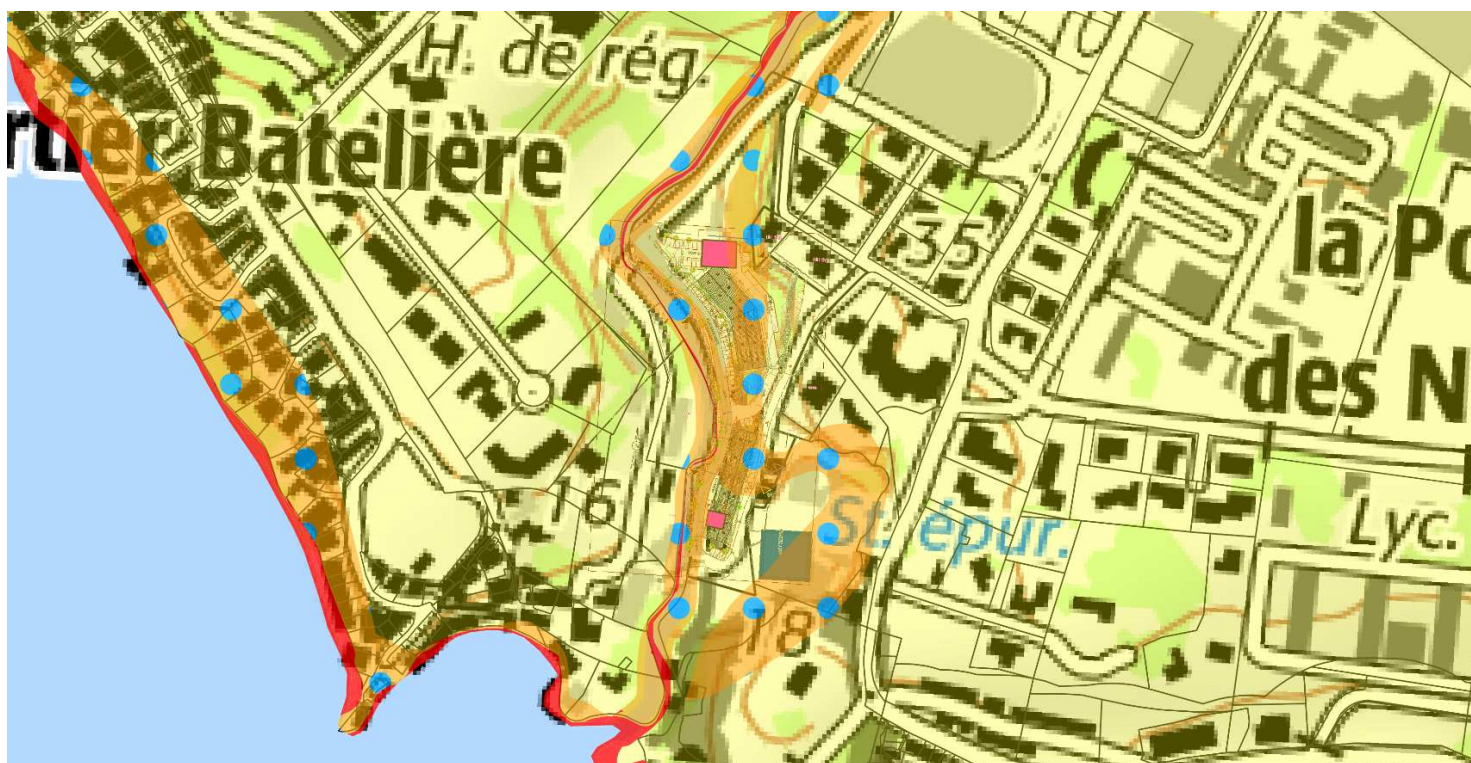 H. de rég.
rtier Batelière
35
la Po
des N
16
St. épur.
Lyc.
18